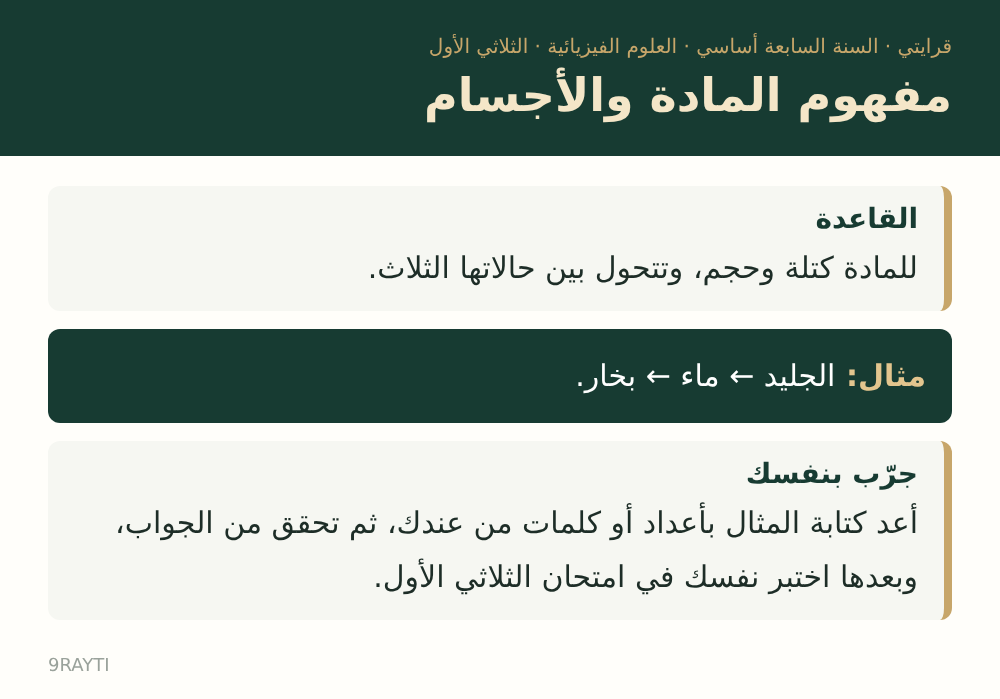 قرايتي · السنة السابعة أساسي · العلوم الفيزيائية · الثلاثي الأول
مفهوم المادة والأجسام
القاعدة
للمادة كتلة وحجم، وتتحول بين حالاتها الثلاث.
مثال: الجليد ← ماء ← بخار.
جرّب بنفسك
أعد كتابة المثال بأعداد أو كلمات من عندك، ثم تحقق من الجواب،
وبعدها اختبر نفسك في امتحان الثلاثي الأول.
9RAYTI